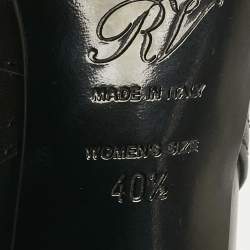 RV
MADE IN ITALY
WOMEN'S SIZE
40½